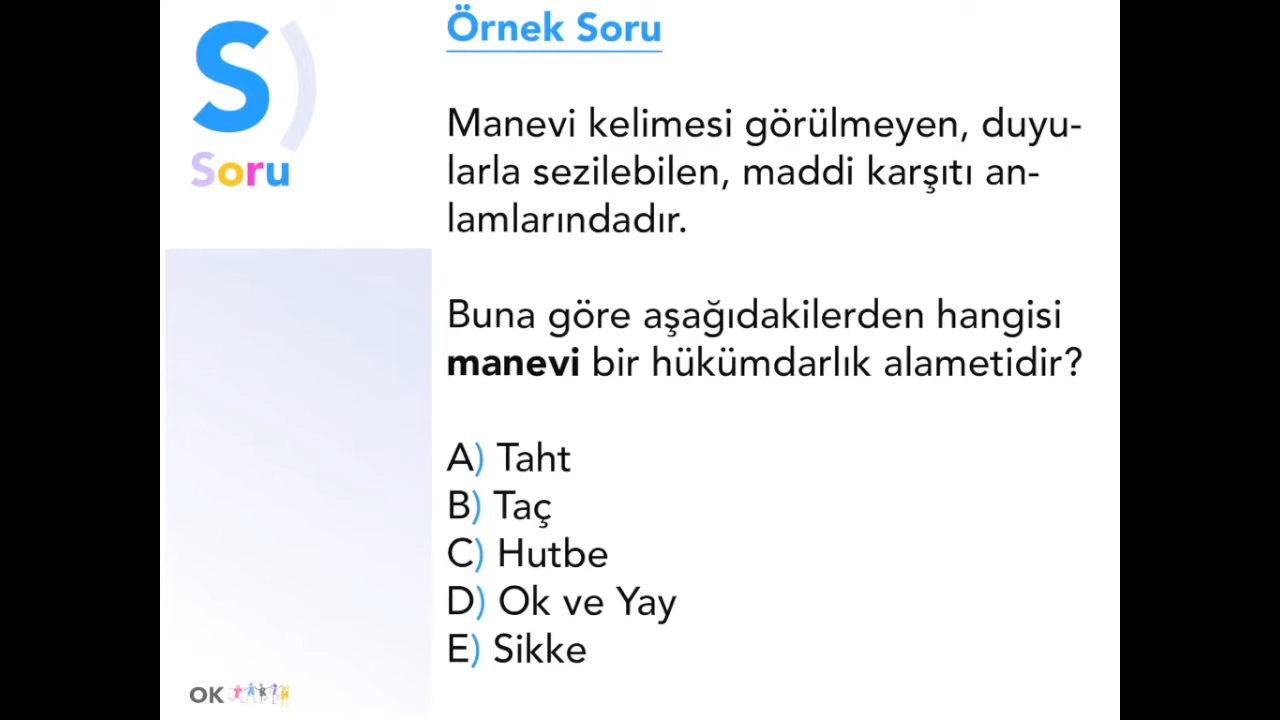 S)
Soru
Örnek Soru
Manevi kelimesi görülmeyen, duyu-
larla sezilebilen, maddi karşıtı an-
lamlarındadır.
Buna göre aşağıdakilerden hangisi
manevi bir hükümdarlık alametidir?
A) Taht
B) Taç
C) Hutbe
D) Ok ve Yay
E) Sikke
OK TARİH